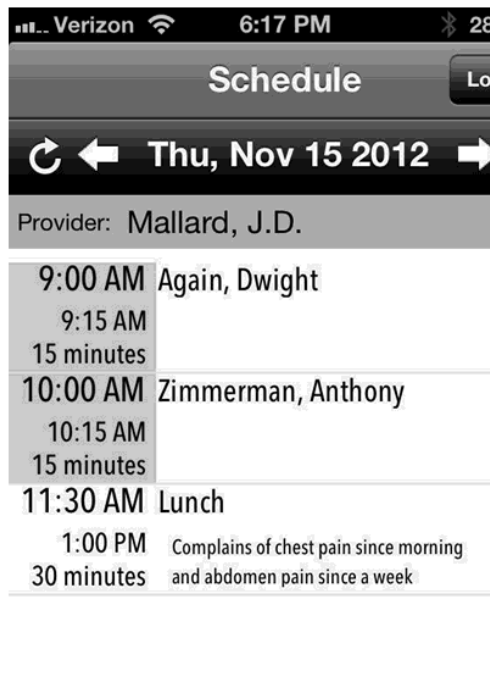 Verizon 6:17 PM 28
Schedule Lo
Thu, Nov 15 2012
Provider: Mallard, J.D.
9:00 AM Again, Dwight
9:15 AM
15 minutes
10:00 AM Zimmerman, Anthony
10:15 AM
15 minutes
11:30 AM Lunch
1:00 PM Complains of chest pain since morning
30 minutes and abdomen pain since a week